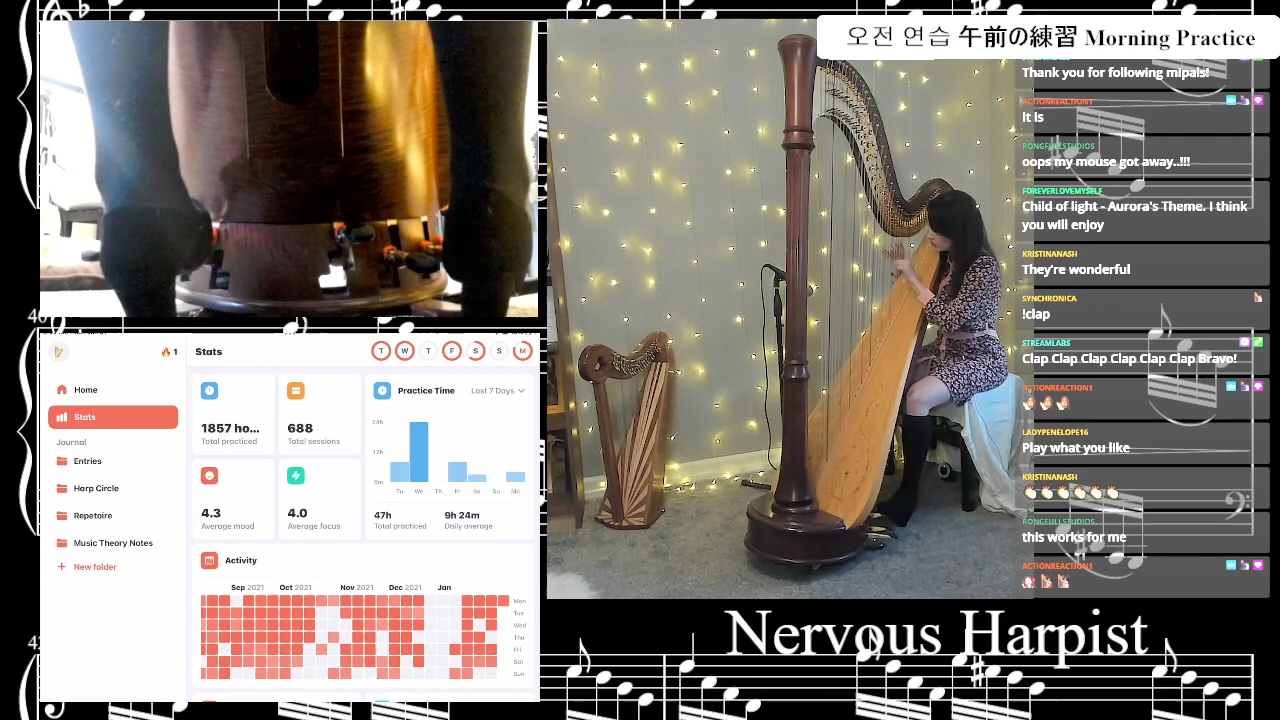 오전 연습 午前の練習 Morning Practice
Thank you for following mipals!
ACTIONREACTION1
It is
RONGFULLSTUDIOS
oops my mouse got away..!!!
FOREVERLOVEMYSELF
Child of light - Aurora's Theme. I think
you will enjoy
KRISTINANASH
They're wonderful
SYNCHRONICA
!clap
STREAMLABS
Clap Clap Clap Clap Clap Clap Bravo!
ACTIONREACTION1
LADYPENELOPE16
Play what you like
KRISTINANASH
RONGFULLSTUDIOS
this works for me
ACTIONREACTION1
Nervous Harpist
1
Home
Stats
Journal
Entries
Harp Circle
Repetoire
Music Theory Notes
+ New folder
Stats
T W T F S S M
1857 ho...
Total practiced
688
Total sessions
4.3
Average mood
4.0
Average focus
Practice Time
Last 7 Days
24h
12h
0m
Tu We Th Fr Sa Su Mo
47h
Total practiced
9h 24m
Daily average
Activity
Sep 2021 Oct 2021 Nov 2021 Dec 2021 Jan
Mon
Tue
Wed
Thu
Fri
Sat
Sun